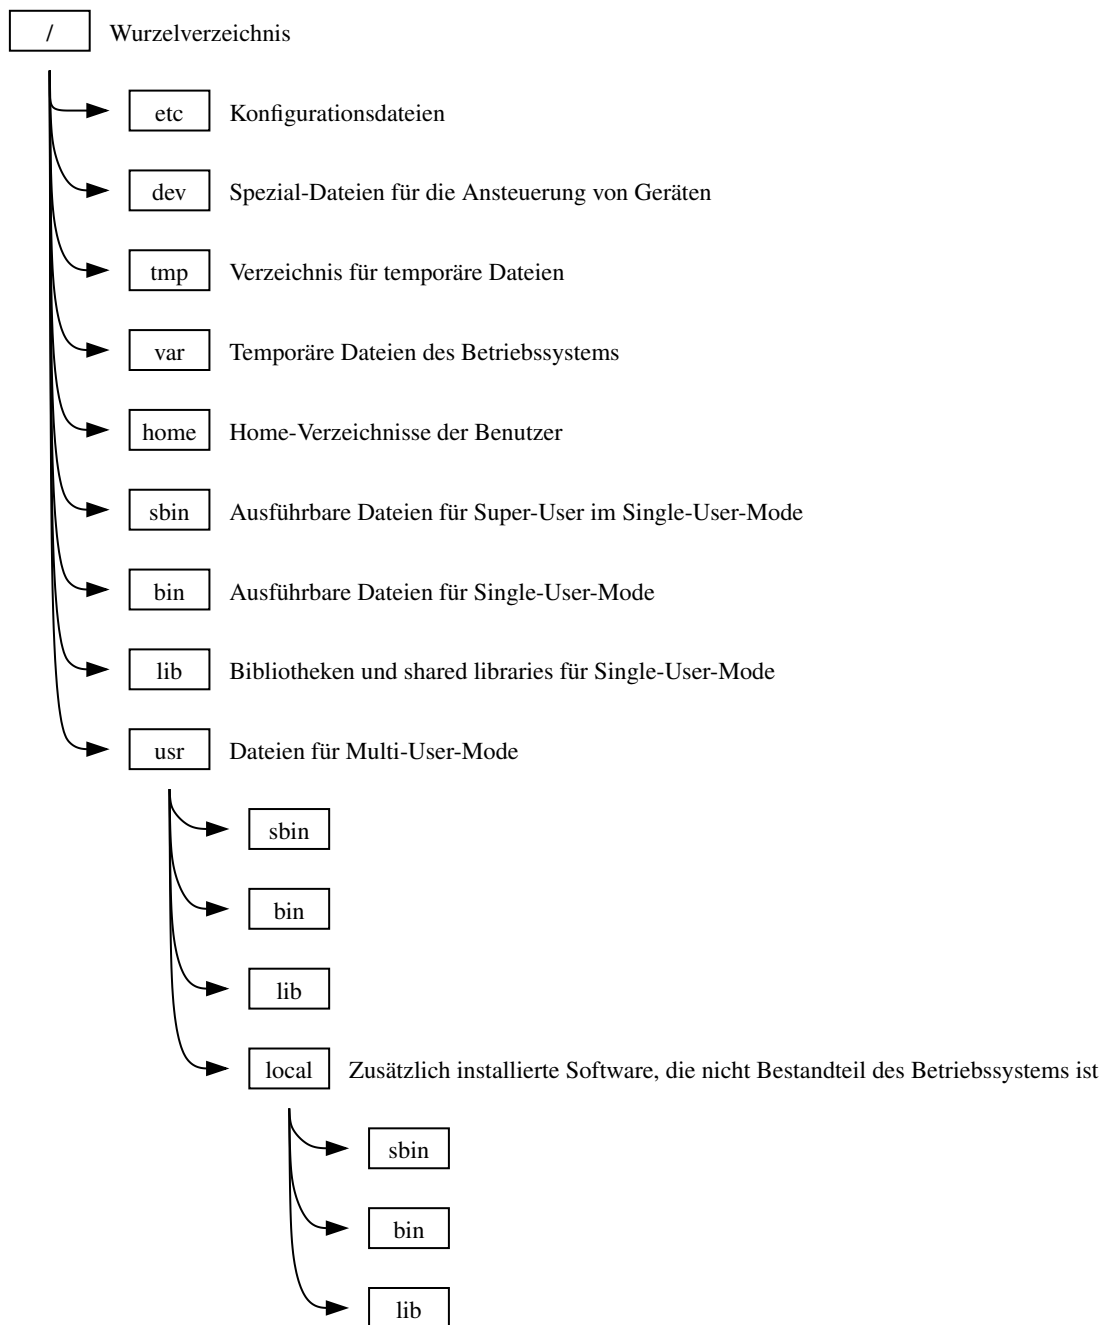 / Wurzelverzeichnis
etc Konfigurationsdateien
dev Spezial-Dateien für die Ansteuerung von Geräten
tmp Verzeichnis für temporäre Dateien
var Temporäre Dateien des Betriebssystems
home Home-Verzeichnisse der Benutzer
sbin Ausführbare Dateien für Super-User im Single-User-Mode
bin Ausführbare Dateien für Single-User-Mode
lib Bibliotheken und shared libraries für Single-User-Mode
usr Dateien für Multi-User-Mode
sbin
bin
lib
local Zusätzlich installierte Software, die nicht Bestandteil des Betriebssystems ist
sbin
bin
lib